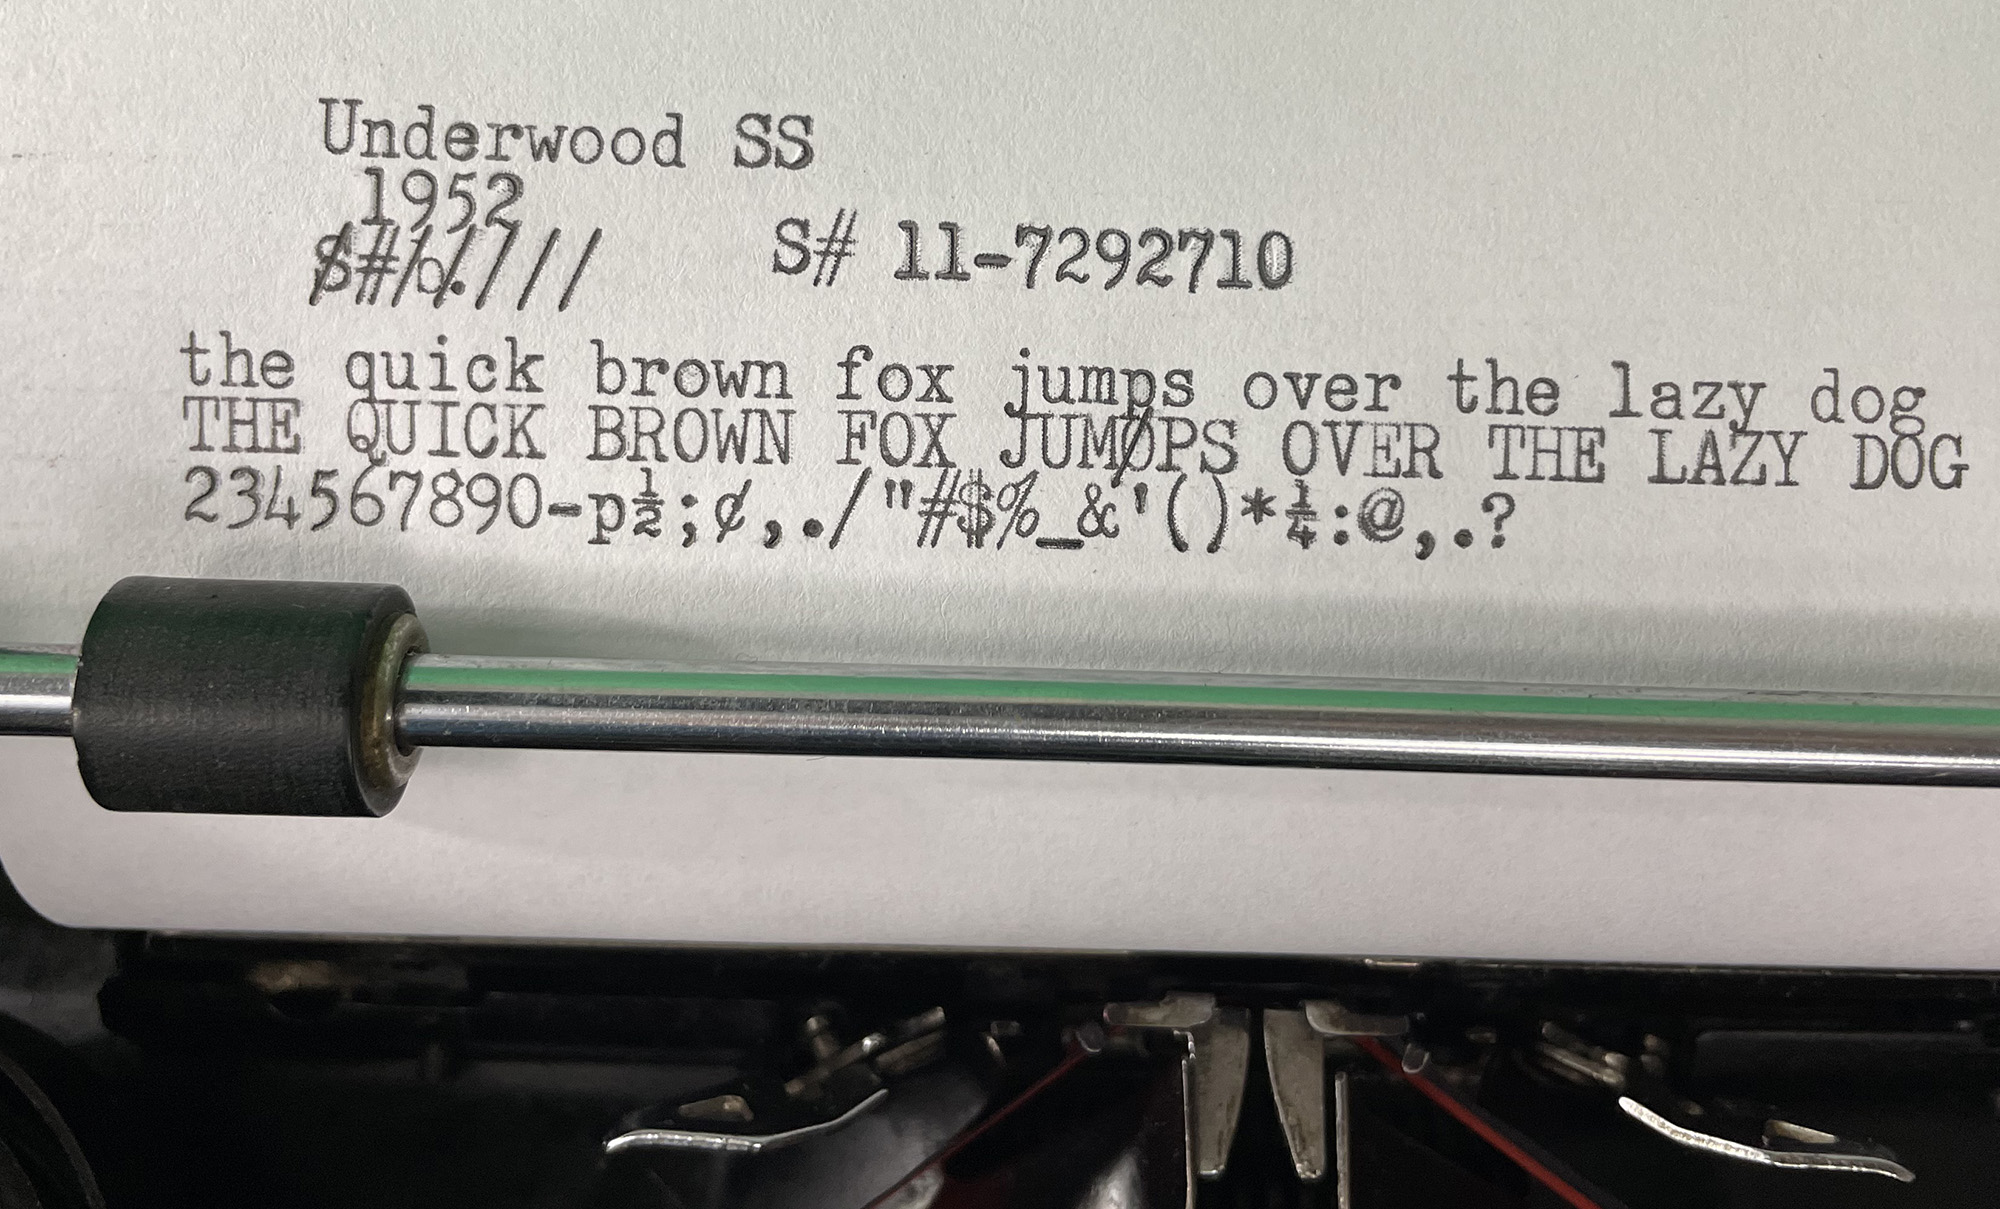 Underwood SS
1952
S# 11-7292710
the quick brown fox jumps over the lazy dog
THE QUICK BROWN FOX JUMØPS OVER THE LAZY DOG
234567890-p½;¢,./"#$%_&'()*¼:@,.?